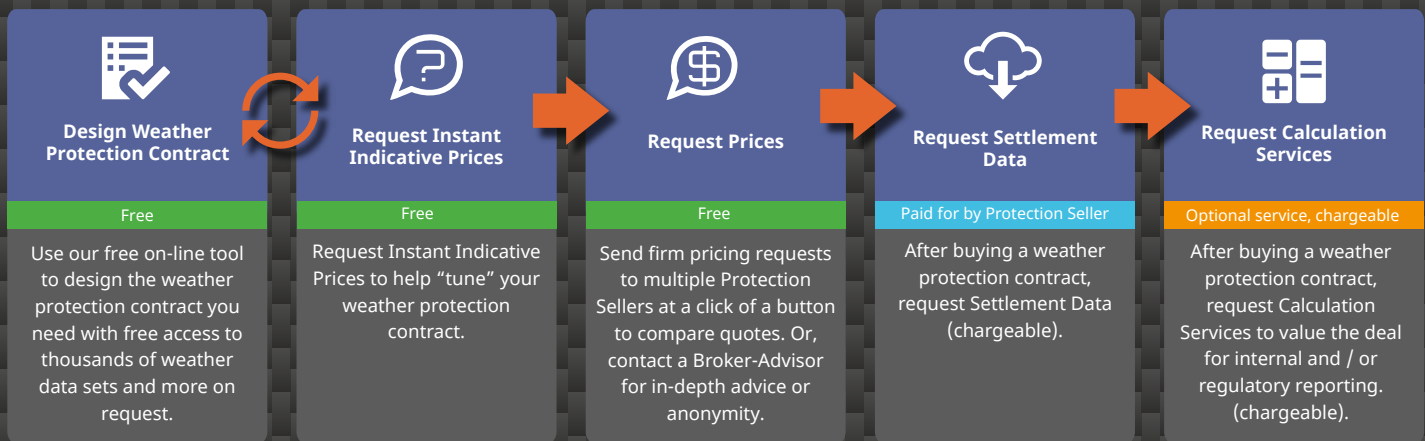 Design Weather
Protection Contract
Free
Use our free on-line tool
to design the weather
protection contract you
need with free access to
thousands of weather
data sets and more on
request.
Request Instant
Indicative Prices
Free
Request Instant Indicative
Prices to help “tune” your
weather protection
contract.
Request Prices
Free
Send firm pricing requests
to multiple Protection
Sellers at a click of a button
to compare quotes. Or,
contact a Broker-Advisor
for in-depth advice or
anonymity.
Request Settlement
Data
Paid for by Protection Seller
After buying a weather
protection contract,
request Settlement Data
(chargeable).
Request Calculation
Services
Optional service, chargeable
After buying a weather
protection contract,
request Calculation
Services to value the deal
for internal and / or
regulatory reporting.
(chargeable).